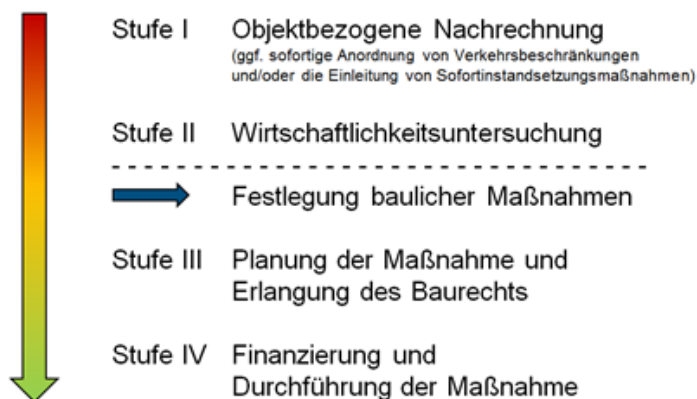 Stufe I Objektbezogene Nachrechnung
(ggf. sofortige Anordnung von Verkehrsbeschränkungen
und/oder die Einleitung von Sofortinstandsetzungsmaßnahmen)
Stufe II Wirtschaftlichkeitsuntersuchung
Festlegung baulicher Maßnahmen
Stufe III Planung der Maßnahme und
Erlangung des Baurechts
Stufe IV Finanzierung und
Durchführung der Maßnahme